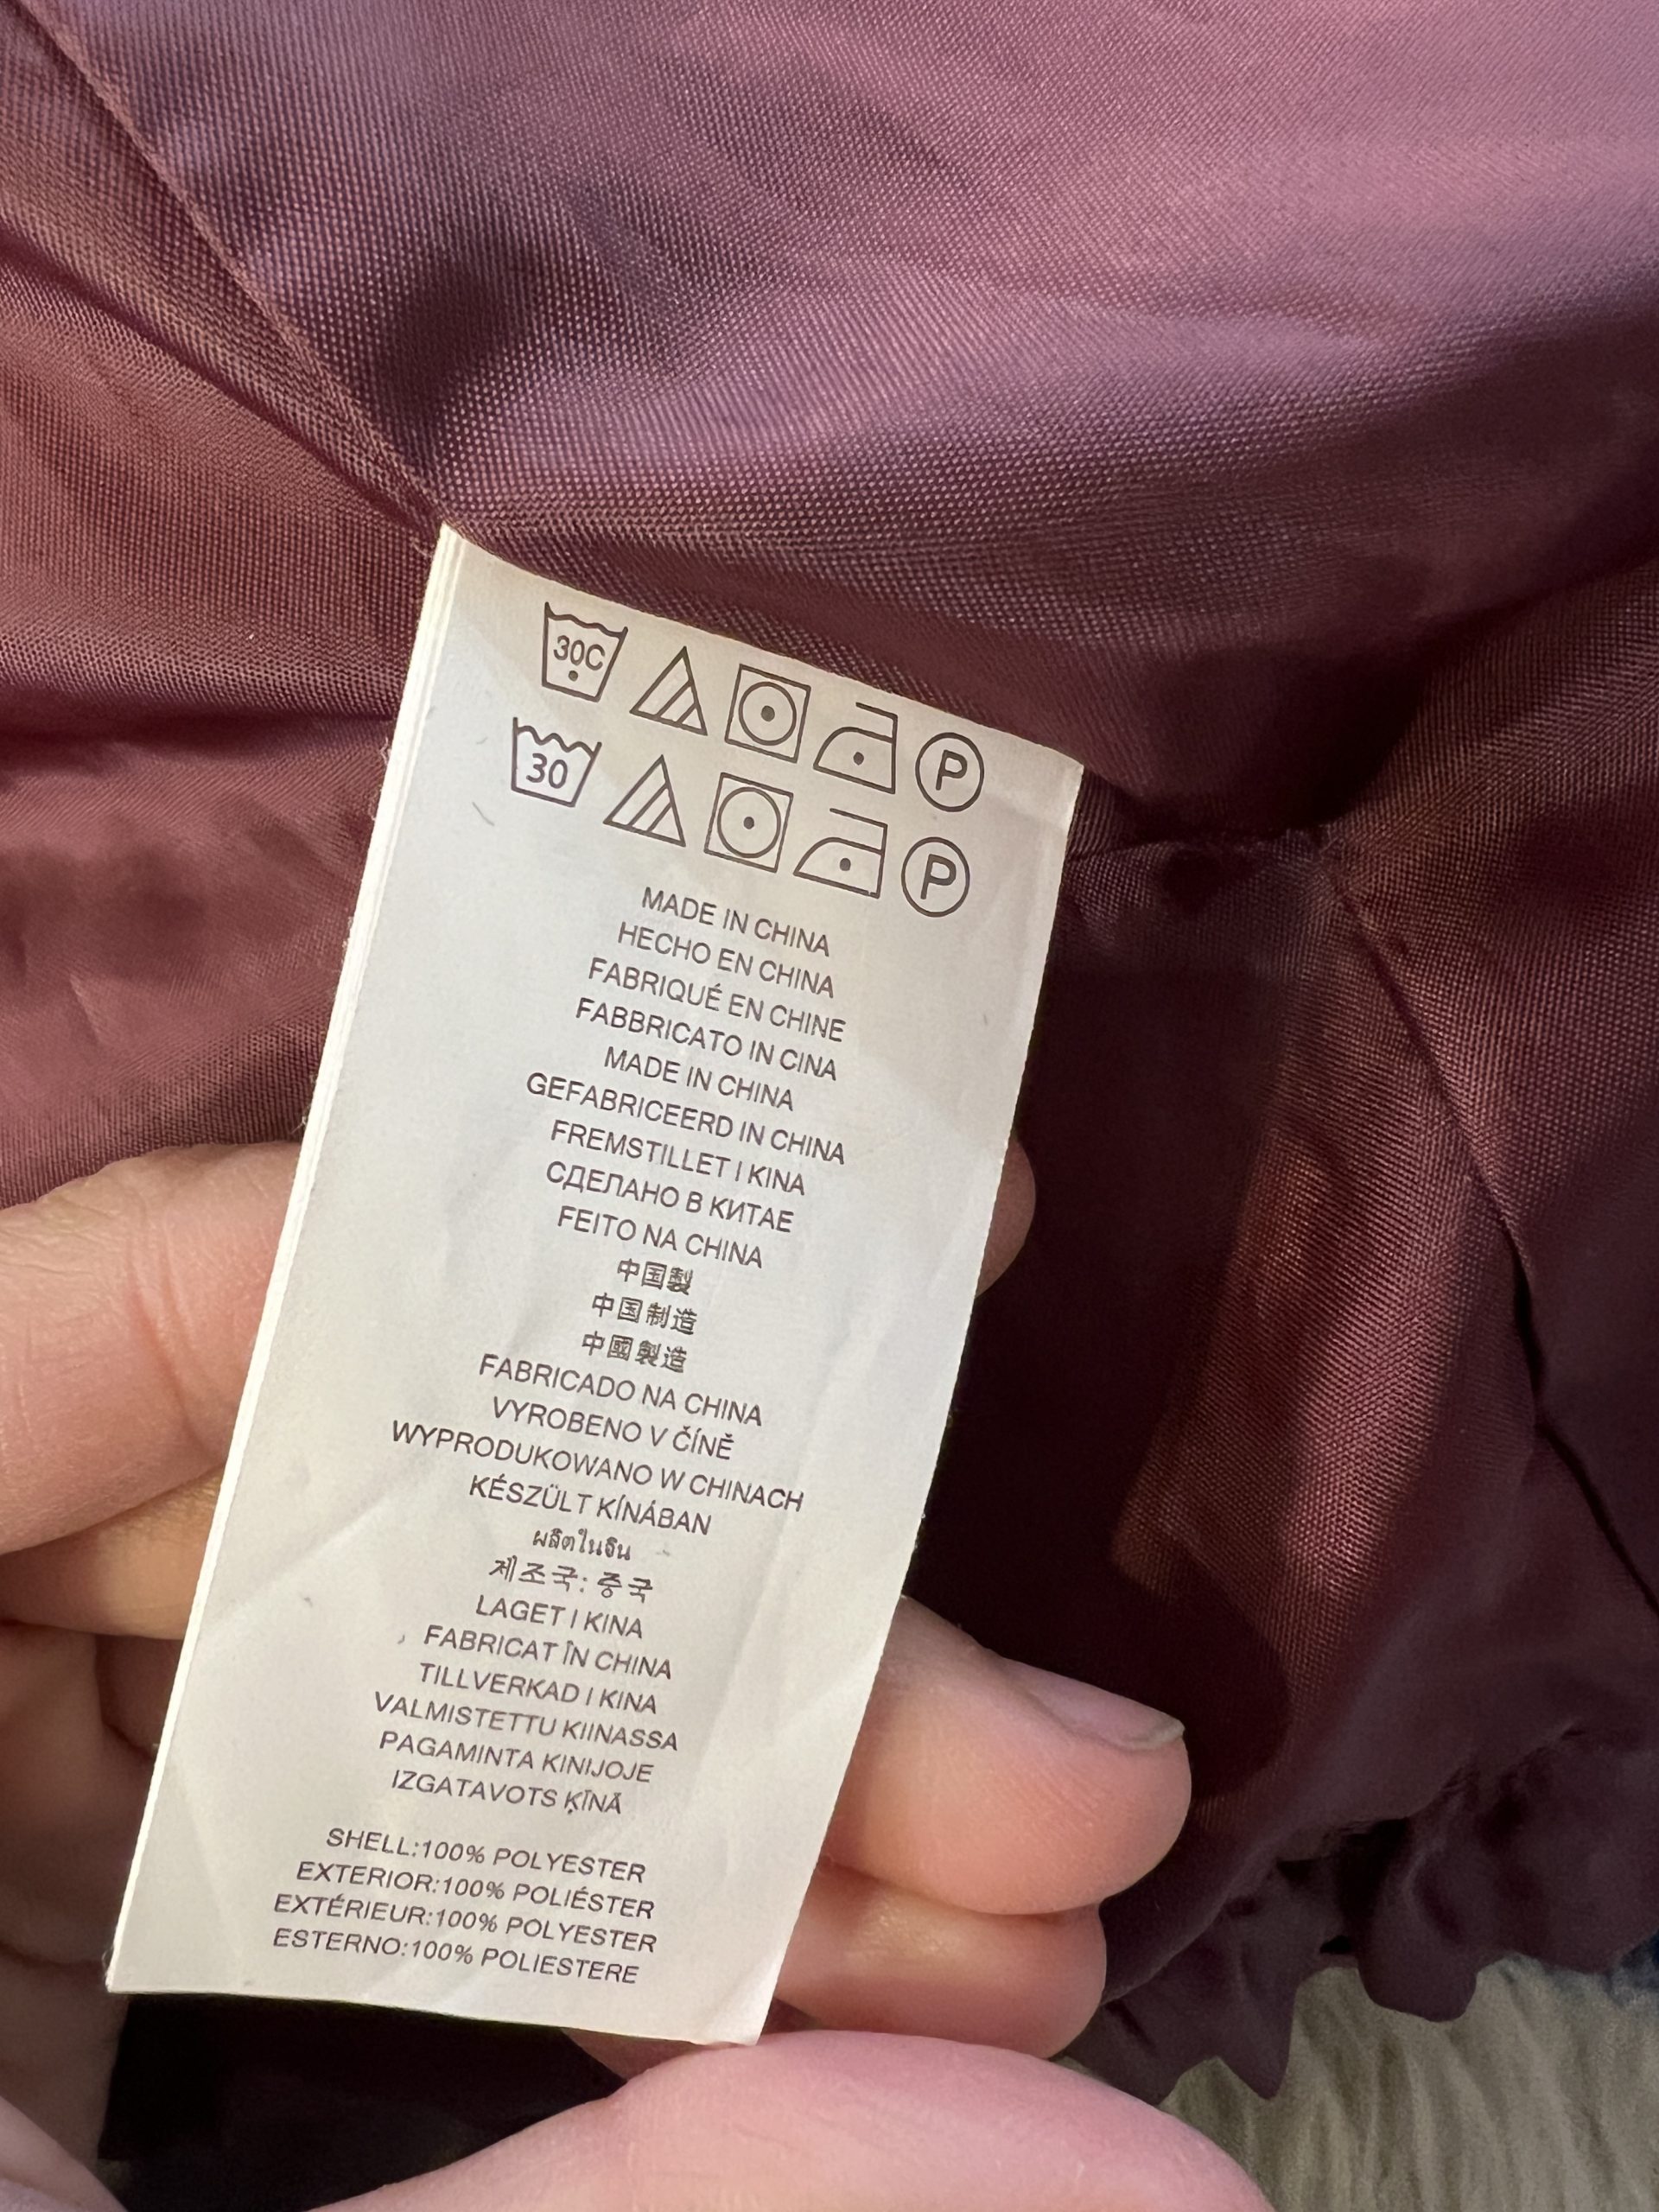 30C
P
30
P
MADE IN CHINA
HECHO EN CHINA
FABRIQUÉ EN CHINE
FABBRICATO IN CINA
MADE IN CHINA
GEFABRICEERD IN CHINA
FREMSTILLET I KINA
СДЕЛАНО В КИТАЕ
FEITO NA CHINA
中国製
中国制造
中國製造
FABRICADO NA CHINA
VYROBENO V ČÍNĚ
WYPRODUKOWANO W CHINACH
KÉSZÜLT KÍNÁBAN
ผลิตในจีน
제조국: 중국
LAGET I KINA
FABRICAT ÎN CHINA
TILLVERKAD I KINA
VALMISTETTU KIINASSA
PAGAMINTA KINIJOJE
IZGATAVOTS ĶĪNĀ
SHELL:100% POLYESTER
EXTERIOR:100% POLIÉSTER
EXTÉRIEUR:100% POLYESTER
ESTERNO:100% POLIESTERE